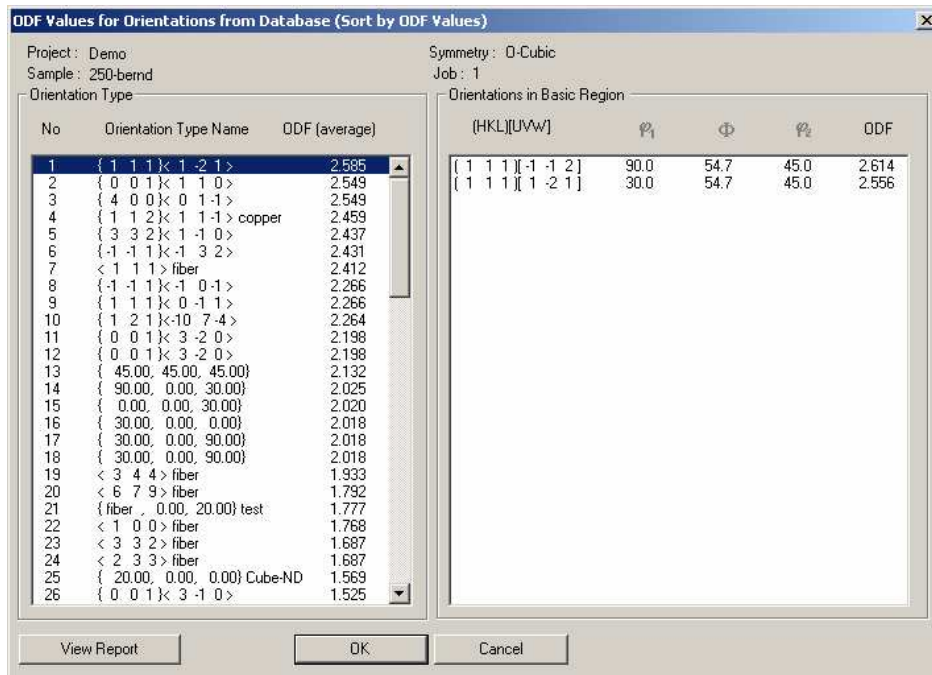 ODF Values for Orientations from Database (Sort by ODF Values)
Project : Demo
Symmetry : O-Cubic
Sample : 250-bernd
Job : 1
Orientation Type
No Orientation Type Name ODF (average)
1 { 1 1 1}< 1 -2 1> 2.585
2 { 0 0 1}< 1 1 0> 2.549
3 { 4 0 0}< 0 1 -1> 2.549
4 { 1 1 2}< 1 1 -1> copper 2.459
5 { 3 3 2}< 1 -1 0> 2.437
6 {-1 -1 1}<-1 3 2> 2.431
7 < 1 1 1 > fiber 2.412
8 {-1 -1 1}<-1 0 -1> 2.266
9 { 1 1 1}< 0 -1 1> 2.266
10 { 1 2 1}<-10 7 -4> 2.264
11 { 0 0 1}< 3 -2 0> 2.198
12 { 0 0 1}< 3 -2 0> 2.198
13 { 45.00, 45.00, 45.00} 2.132
14 { 90.00, 0.00, 30.00} 2.025
15 { 0.00, 0.00, 30.00} 2.020
16 { 30.00, 0.00, 0.00} 2.018
17 { 30.00, 0.00, 90.00} 2.018
18 { 30.00, 0.00, 90.00} 2.018
19 < 3 4 4 > fiber 1.933
20 < 6 7 9 > fiber 1.792
21 { fiber , 0.00, 20.00} test 1.777
22 < 1 0 0 > fiber 1.768
23 < 3 3 2 > fiber 1.687
24 < 2 3 3 > fiber 1.687
25 { 20.00, 0.00, 0.00} Cube-ND 1.569
26 { 0 0 1}< 3 -1 0> 1.525
Orientations in Basic Region
(HKL)[UVW] φ1 Φ φ2 ODF
( 1 1 1)[ -1 -1 2] 90.0 54.7 45.0 2.614
( 1 1 1)[ 1 -2 1] 30.0 54.7 45.0 2.556
View Report
OK
Cancel